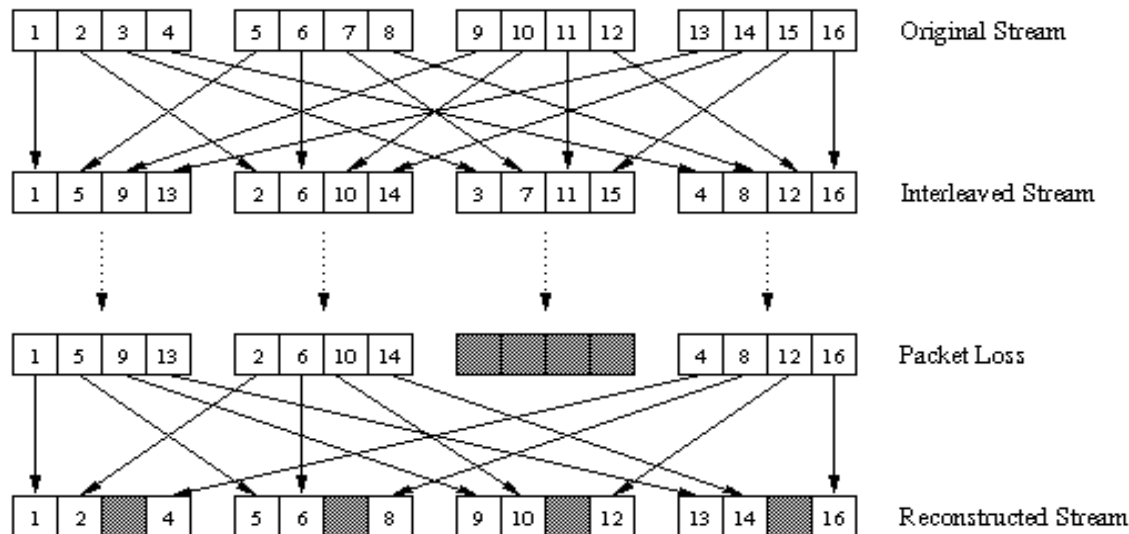 1 2 3 4 5 6 7 8 9 10 11 12 13 14 15 16 Original Stream
1 5 9 13 2 6 10 14 3 7 11 15 4 8 12 16 Interleaved Stream
1 5 9 13 2 6 10 14 4 8 12 16 Packet Loss
1 2 4 5 6 8 9 10 12 13 14 16 Reconstructed Stream